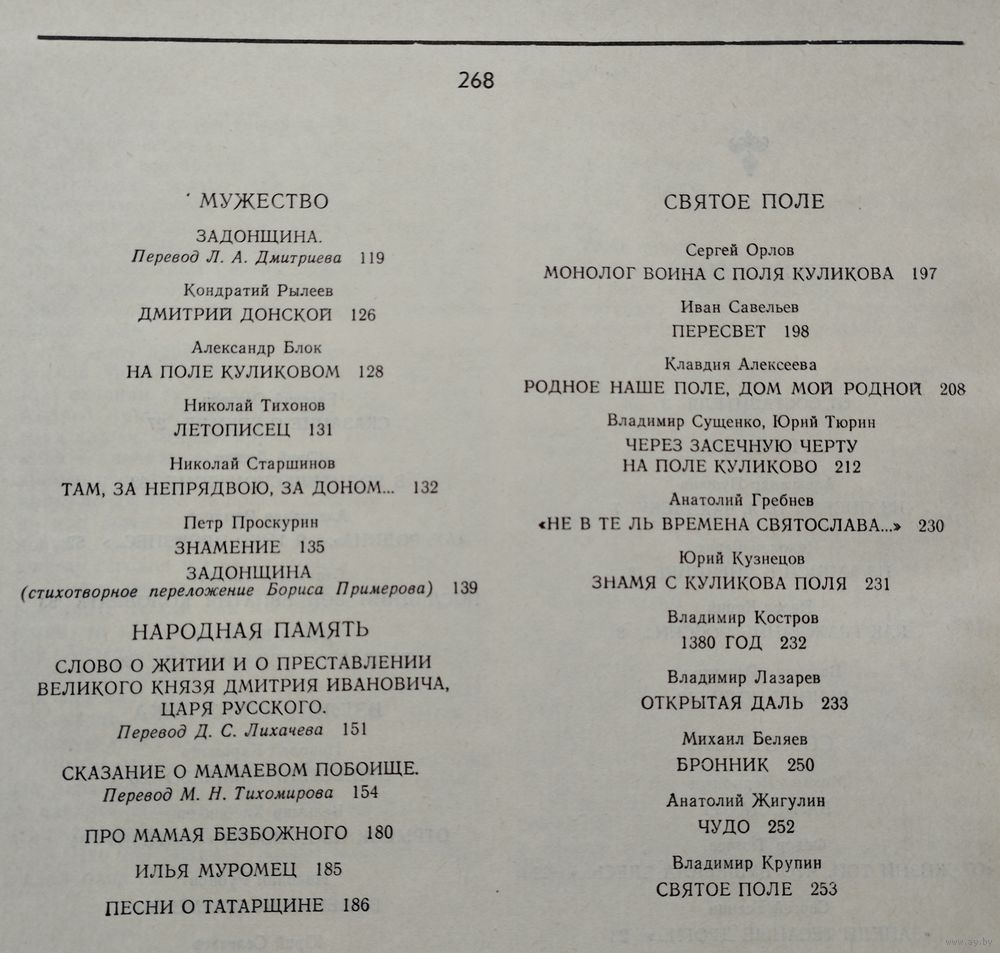 268
МУЖЕСТВО
ЗАДОНЩИНА.
Перевод Л. А. Дмитриева 119
Кондратий Рылеев
ДМИТРИЙ ДОНСКОЙ 126
Александр Блок
НА ПОЛЕ КУЛИКОВОМ 128
Николай Тихонов
ЛЕТОПИСЕЦ 131
Николай Старшинов
ТАМ, ЗА НЕПРЯДВОЮ, ЗА ДОНОМ... 132
Петр Проскурин
ЗНАМЕНИЕ 135
ЗАДОНЩИНА
(стихотворное переложение Бориса Примерова) 139
НАРОДНАЯ ПАМЯТЬ
СЛОВО О ЖИТИИ И О ПРЕСТАВЛЕНИИ
ВЕЛИКОГО КНЯЗЯ ДМИТРИЯ ИВАНОВИЧА,
ЦАРЯ РУССКОГО.
Перевод Д. С. Лихачева 151
СКАЗАНИЕ О МАМАЕВОМ ПОБОИЩЕ.
Перевод М. Н. Тихомирова 154
ПРО МАМАЯ БЕЗБОЖНОГО 180
ИЛЬЯ МУРОМЕЦ 185
ПЕСНИ О ТАТАРЩИНЕ 186
СВЯТОЕ ПОЛЕ
Сергей Орлов
МОНОЛОГ ВОИНА С ПОЛЯ КУЛИКОВА 197
Иван Савельев
ПЕРЕСВЕТ 198
Клавдия Алексеева
РОДНОЕ НАШЕ ПОЛЕ, ДОМ МОЙ РОДНОЙ 208
Владимир Сущенко, Юрий Тюрин
ЧЕРЕЗ ЗАСЕЧНУЮ ЧЕРТУ
НА ПОЛЕ КУЛИКОВО 212
Анатолий Гребнев
«НЕ В ТЕ ЛЬ ВРЕМЕНА СВЯТОСЛАВА...» 230
Юрий Кузнецов
ЗНАМЯ С КУЛИКОВА ПОЛЯ 231
Владимир Костров
1380 ГОД 232
Владимир Лазарев
ОТКРЫТАЯ ДАЛЬ 233
Михаил Беляев
БРОННИК 250
Анатолий Жигулин
ЧУДО 252
Владимир Крупин
СВЯТОЕ ПОЛЕ 253
www.ay.by